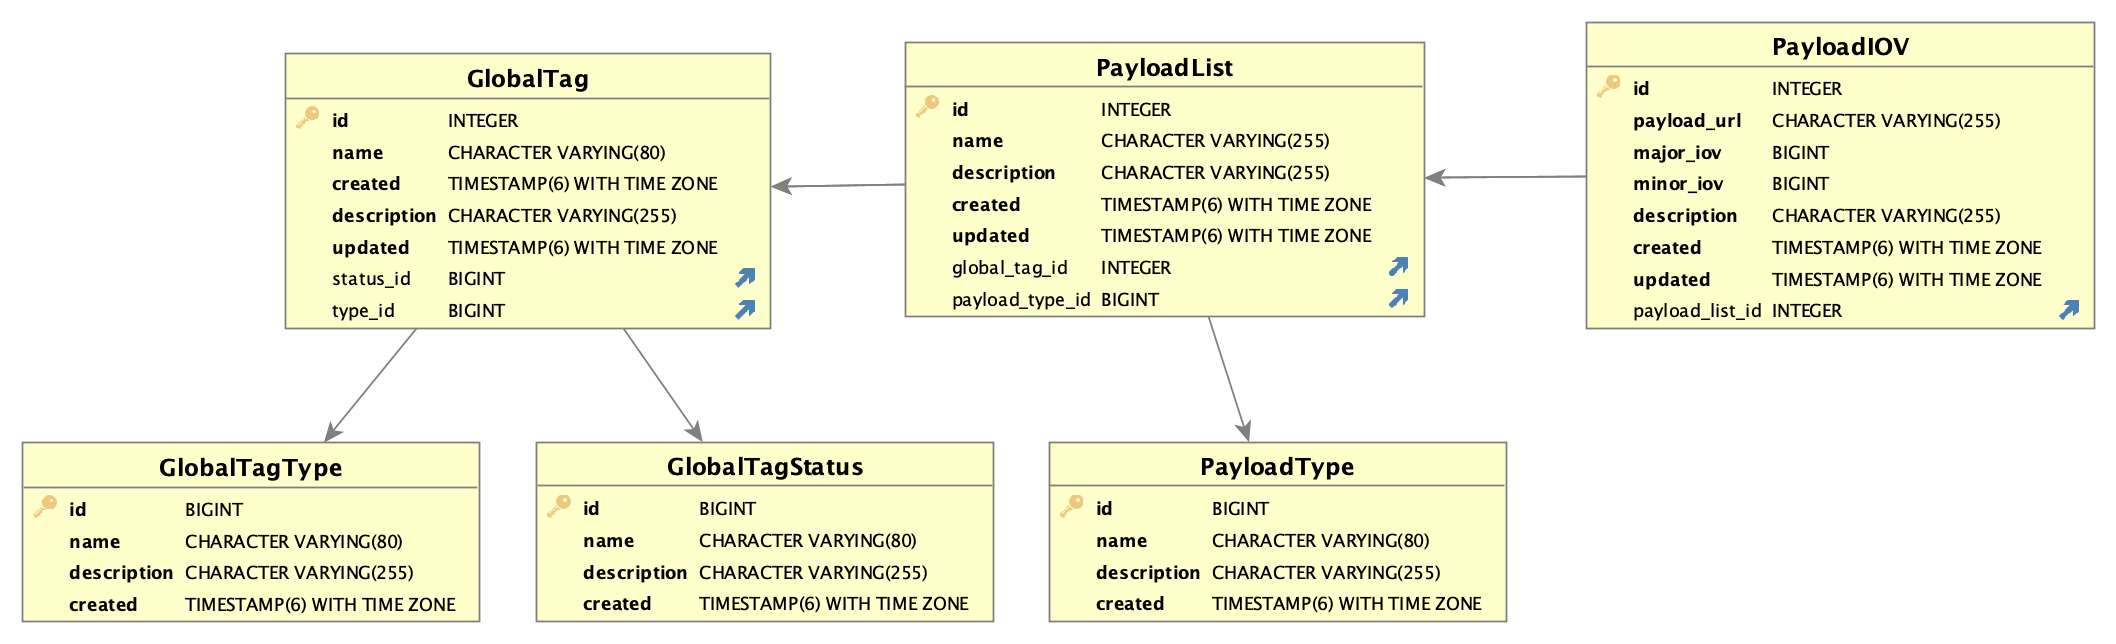 GlobalTag
id INTEGER
name CHARACTER VARYING(80)
created TIMESTAMP(6) WITH TIME ZONE
description CHARACTER VARYING(255)
updated TIMESTAMP(6) WITH TIME ZONE
status_id BIGINT
type_id BIGINT
PayloadList
id INTEGER
name CHARACTER VARYING(255)
description CHARACTER VARYING(255)
created TIMESTAMP(6) WITH TIME ZONE
updated TIMESTAMP(6) WITH TIME ZONE
global_tag_id INTEGER
payload_type_id BIGINT
PayloadIOV
id INTEGER
payload_url CHARACTER VARYING(255)
major_iov BIGINT
minor_iov BIGINT
description CHARACTER VARYING(255)
created TIMESTAMP(6) WITH TIME ZONE
updated TIMESTAMP(6) WITH TIME ZONE
payload_list_id INTEGER
GlobalTagType
id BIGINT
name CHARACTER VARYING(80)
description CHARACTER VARYING(255)
created TIMESTAMP(6) WITH TIME ZONE
GlobalTagStatus
id BIGINT
name CHARACTER VARYING(80)
description CHARACTER VARYING(255)
created TIMESTAMP(6) WITH TIME ZONE
PayloadType
id BIGINT
name CHARACTER VARYING(80)
description CHARACTER VARYING(255)
created TIMESTAMP(6) WITH TIME ZONE